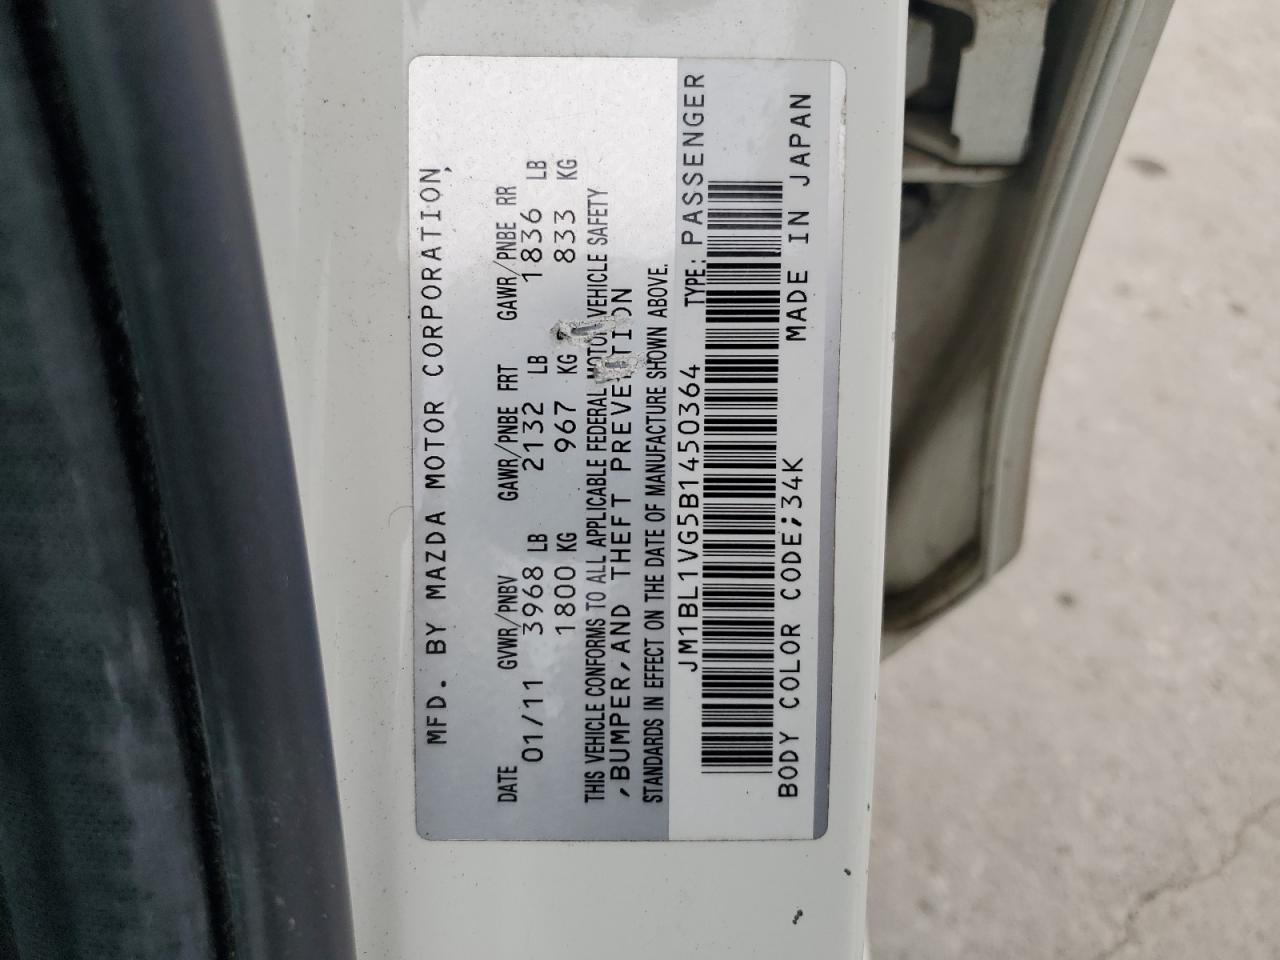 MFD. BY MAZDA MOTOR CORPORATION,
DATE GVWR/PNBV GAWR/PNBE FRT GAWR/PNBE RR
01/11 3968 LB 2132 LB 1836 LB
1800 KG 967 KG 833 KG
THIS VEHICLE CONFORMS TO ALL APPLICABLE FEDERAL MOTOR VEHICLE SAFETY
,BUMPER,AND THEFT PREVENTION
STANDARDS IN EFFECT ON THE DATE OF MANUFACTURE SHOWN ABOVE.
JM1BL1VG5B1450364 TYPE: PASSENGER
BODY COLOR CODE;34K MADE IN JAPAN